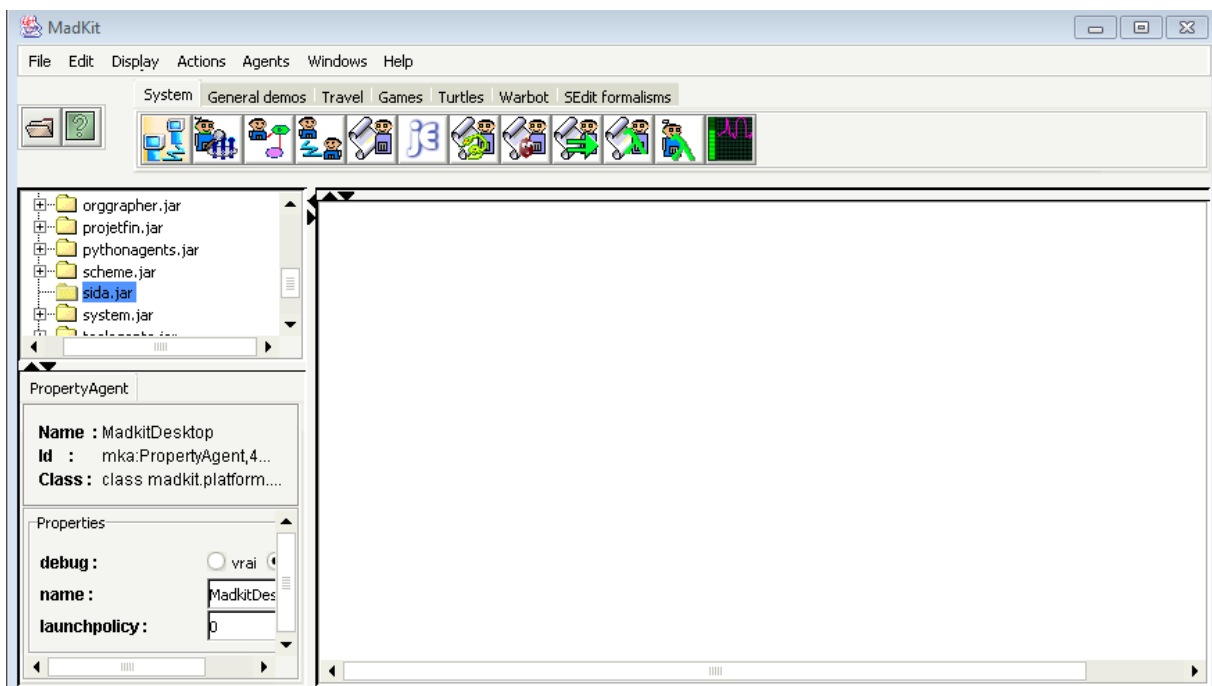 MadKit
File Edit Display Actions Agents Windows Help
System General demos Travel Games Turtles Warbot SEdit formalisms
j3
orggrapher.jar
projetfin.jar
pythonagents.jar
scheme.jar
sida.jar
system.jar
PropertyAgent
Name : MadkitDesktop
Id : mka:PropertyAgent,4...
Class : class madkit.platform....
Properties
debug : vrai
name : MadkitDes
launchpolicy : 0